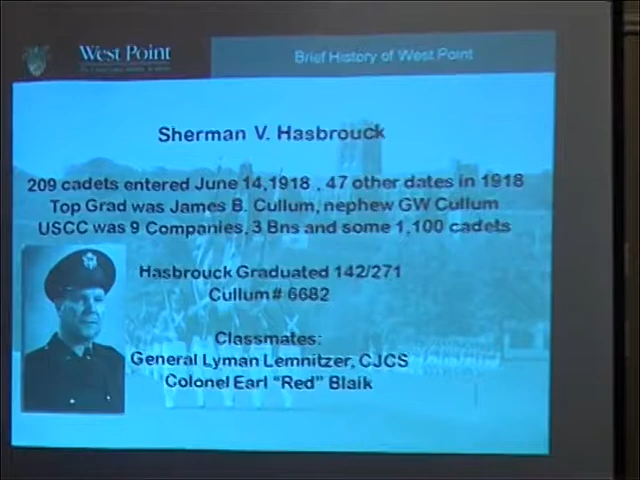 West Point
Brief History of West Point
Sherman V. Hasbrouck
209 cadets entered June 14,1918 , 47 other dates in 1918
Top Grad was James B. Cullum, nephew GW Cullum
USCC was 9 Companies, 3 Bns and some 1,100 cadets
Hasbrouck Graduated 142/271
Cullum# 6682
Classmates:
General Lyman Lemnitzer, CJCS
Colonel Earl “Red” Blaik